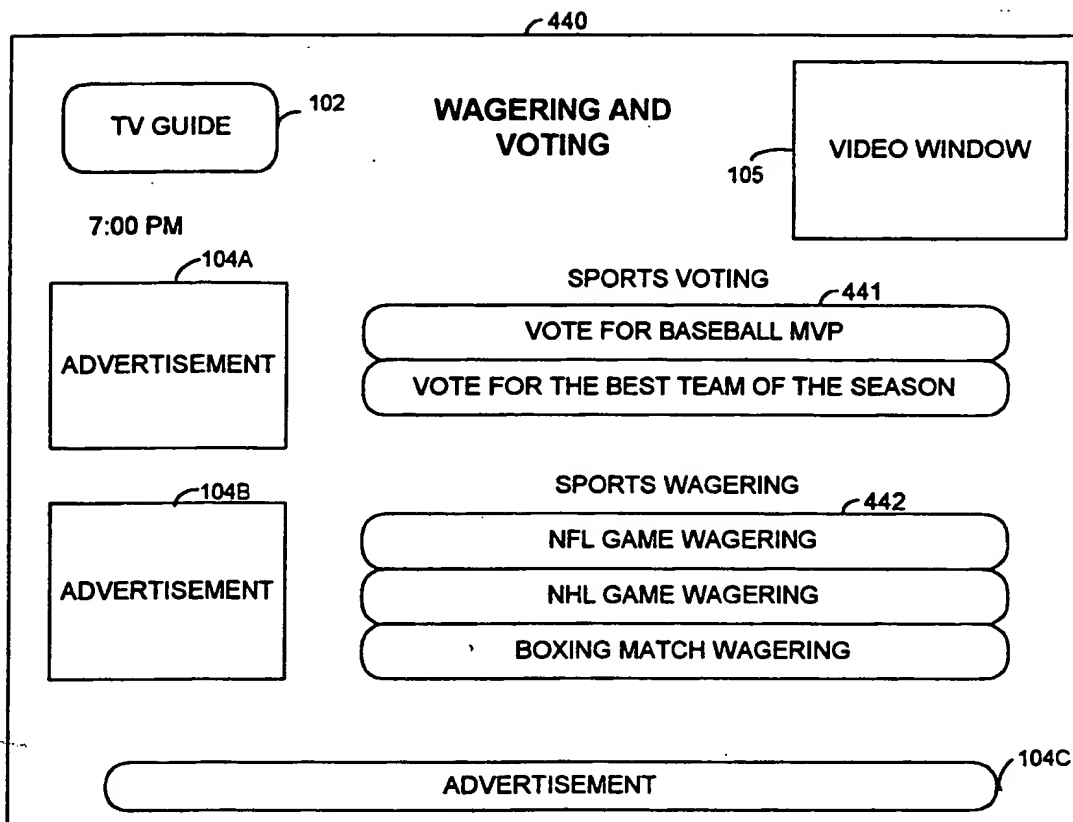 440
TV GUIDE
102
WAGERING AND
VOTING
105
VIDEO WINDOW
7:00 PM
104A
ADVERTISEMENT
SPORTS VOTING
441
VOTE FOR BASEBALL MVP
VOTE FOR THE BEST TEAM OF THE SEASON
104B
ADVERTISEMENT
SPORTS WAGERING
442
NFL GAME WAGERING
NHL GAME WAGERING
BOXING MATCH WAGERING
ADVERTISEMENT
104C